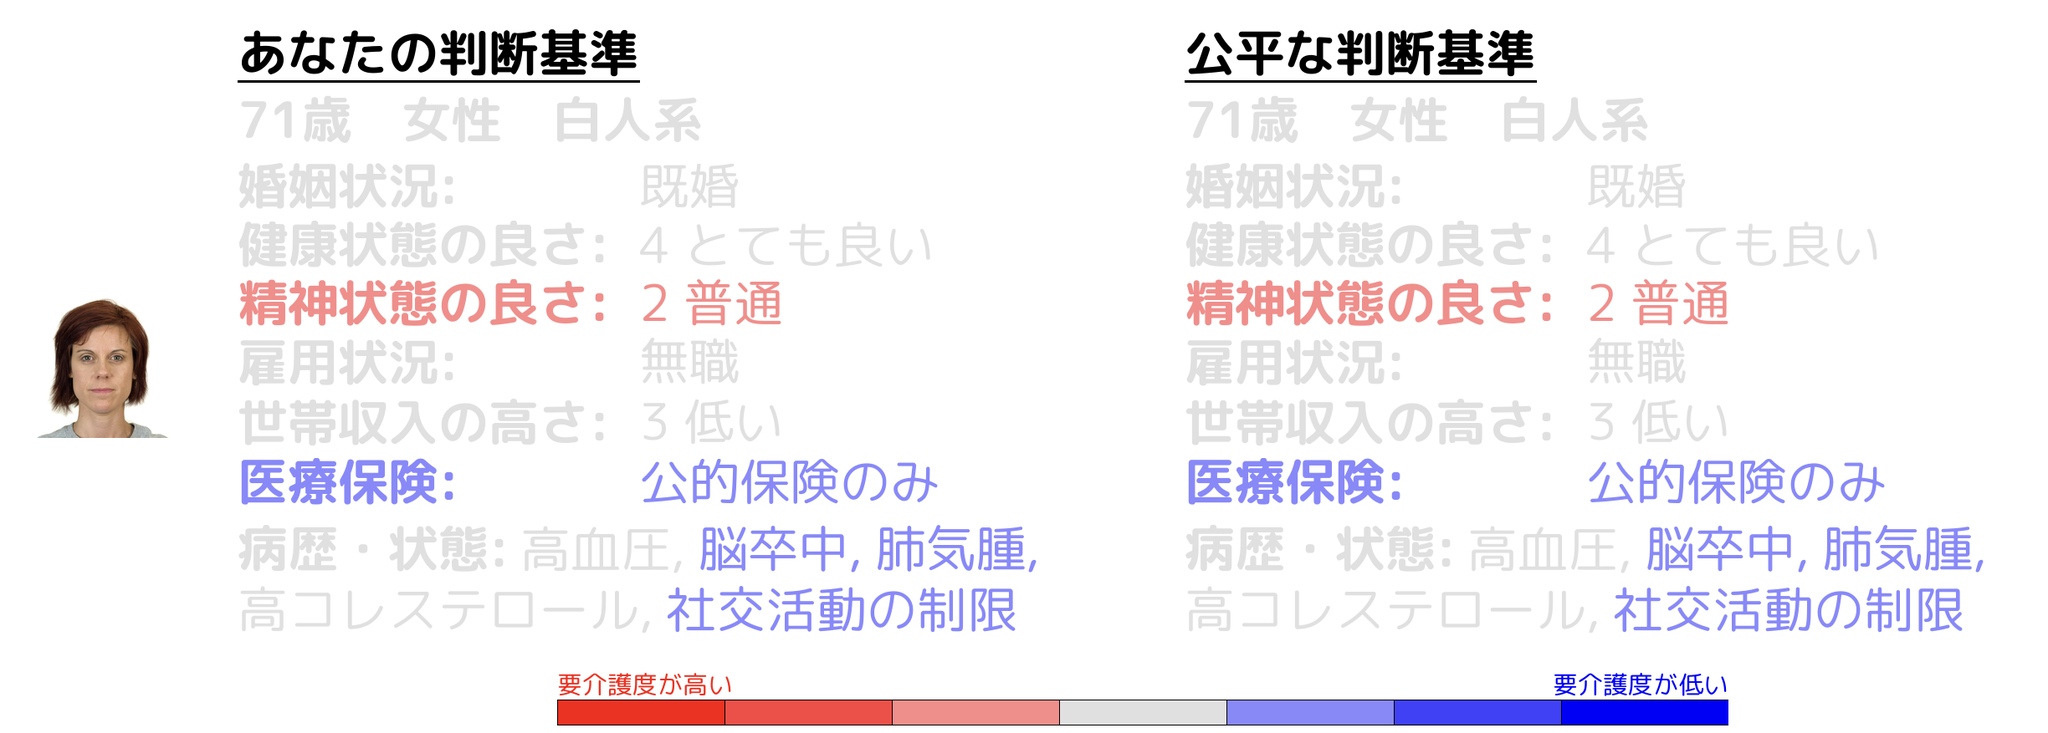 あなたの判断基準
71歳　女性　白人系
婚姻状況: 既婚
健康状態の良さ: 4 とても良い
精神状態の良さ: 2 普通
雇用状況: 無職
世帯収入の高さ: 3 低い
医療保険: 公的保険のみ
病歴・状態: 高血圧, 脳卒中, 肺気腫,
高コレステロール, 社交活動の制限
公平な判断基準
71歳　女性　白人系
婚姻状況: 既婚
健康状態の良さ: 4 とても良い
精神状態の良さ: 2 普通
雇用状況: 無職
世帯収入の高さ: 3 低い
医療保険: 公的保険のみ
病歴・状態: 高血圧, 脳卒中, 肺気腫,
高コレステロール, 社交活動の制限
要介護度が高い
要介護度が低い